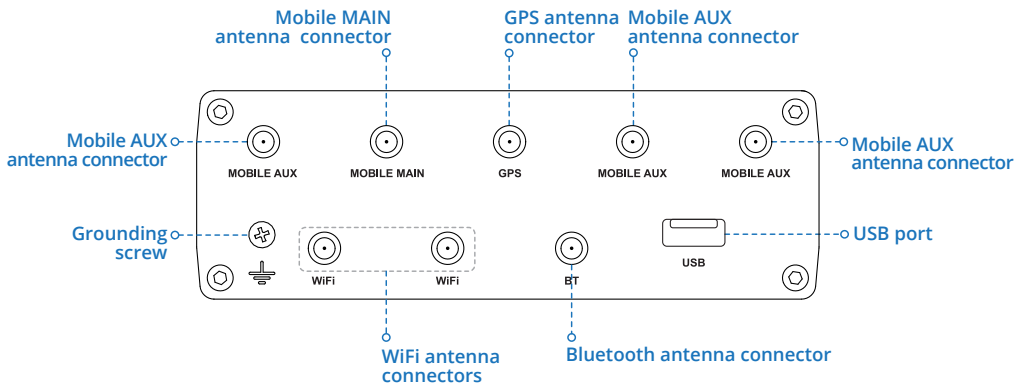 Mobile MAIN
antenna connector
GPS antenna
connector
Mobile AUX
antenna connector
Mobile AUX
antenna connector
Mobile AUX
antenna connector
MOBILE AUX
MOBILE MAIN
GPS
MOBILE AUX
MOBILE AUX
Grounding
screw
USB port
WiFi
WiFi
BT
USB
WiFi antenna
connectors
Bluetooth antenna connector